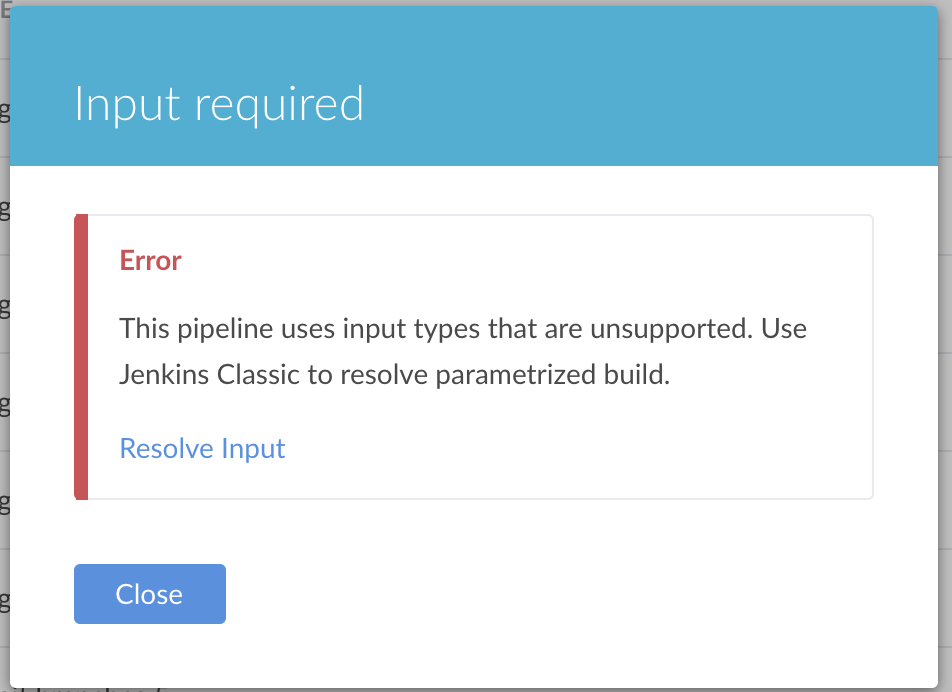 Input required
Error
This pipeline uses input types that are unsupported. Use
Jenkins Classic to resolve parametrized build.
Resolve Input
Close